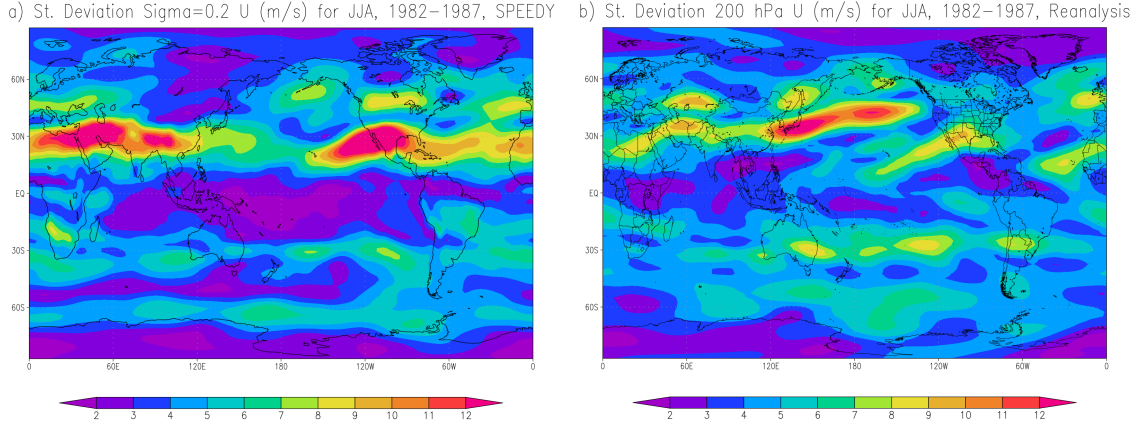 a) St. Deviation Sigma=0.2 U (m/s) for JJA, 1982-1987, SPEEDY
60N
30N
EQ
30S
60S
0 60E 120E 180 120W 60W 0
2 3 4 5 6 7 8 9 10 11 12
b) St. Deviation 200 hPa U (m/s) for JJA, 1982-1987, Reanalysis
60N
30N
EQ
30S
60S
0 60E 120E 180 120W 60W 0
2 3 4 5 6 7 8 9 10 11 12